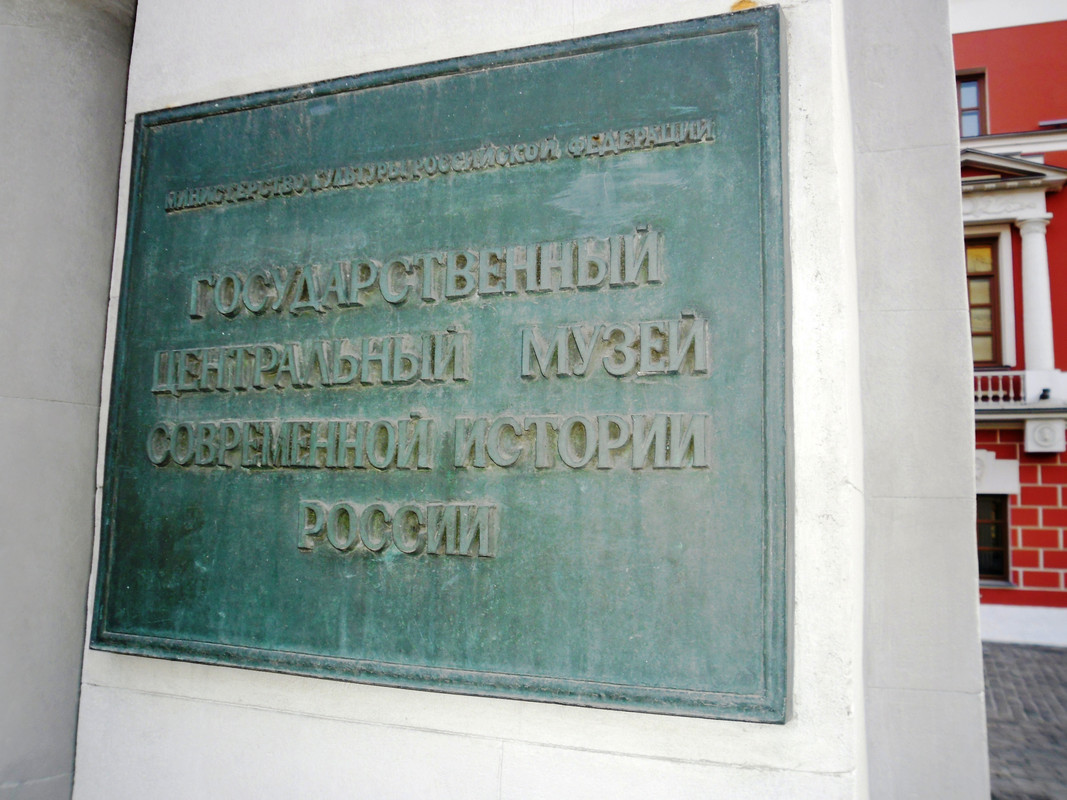 МИНИСТЕРСТВО КУЛЬТУРЫ РОССИЙСКОЙ ФЕДЕРАЦИИ
ГОСУДАРСТВЕННЫЙ
ЦЕНТРАЛЬНЫЙ МУЗЕЙ
СОВРЕМЕННОЙ ИСТОРИИ
РОССИИ